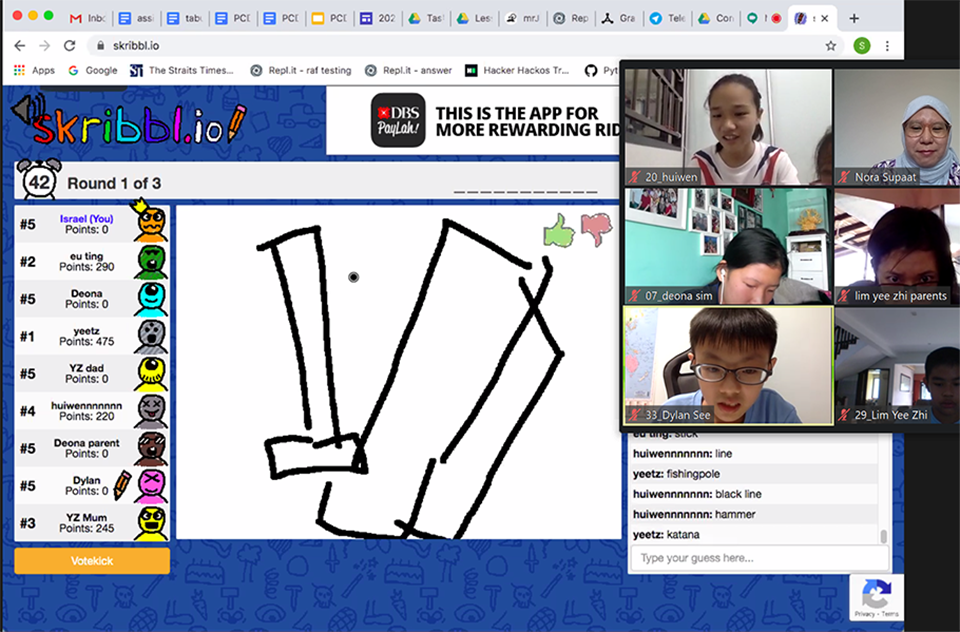 Inbo
asse
tabu
PCD
PCD
PCD
202
Tas
Less
mrJ
Rep
Gra
Tele
Cor
skribbl.io
S
Apps
Google
The Straits Times...
Repl.it - raf testing
Repl.it - answer
Hacker Hackos Tr...
skribbl.io
DBS
PayLah!
THIS IS THE APP FOR
MORE REWARDING RID
42
Round 1 of 3
____________
#5 Israel (You)
Points: 0
#2 eu ting
Points: 290
#5 Deona
Points: 0
#1 yeetz
Points: 475
#5 YZ dad
Points: 0
#4 huiwennnnnnn
Points: 220
#5 Deona parent
Points: 0
#5 Dylan
Points: 0
#3 YZ Mum
Points: 245
Votekick
20_huiwen
Nora Supaat
07_deona sim
lim yee zhi parents
33_Dylan See
29_Lim Yee Zhi
eu ting: stick
huiwennnnnnn: line
yeetz: fishingpole
huiwennnnnnn: black line
huiwennnnnnn: hammer
yeetz: katana
Type your guess here...
Privacy - Terms